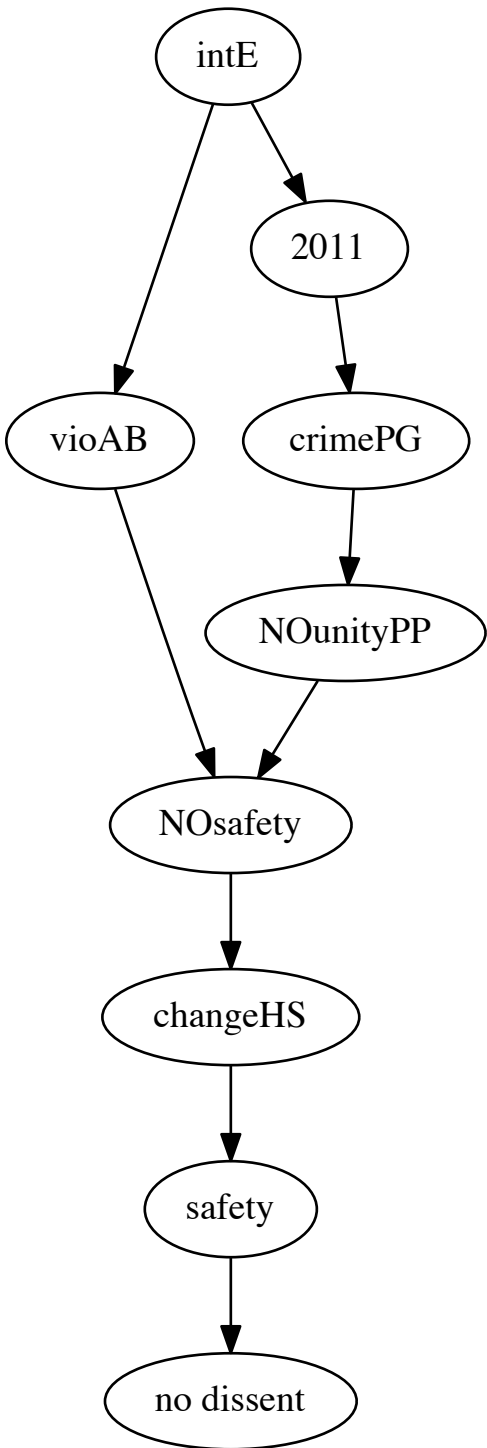 intE
2011
vioAB
crimePG
NOunityPP
NOsafety
changeHS
safety
no dissent